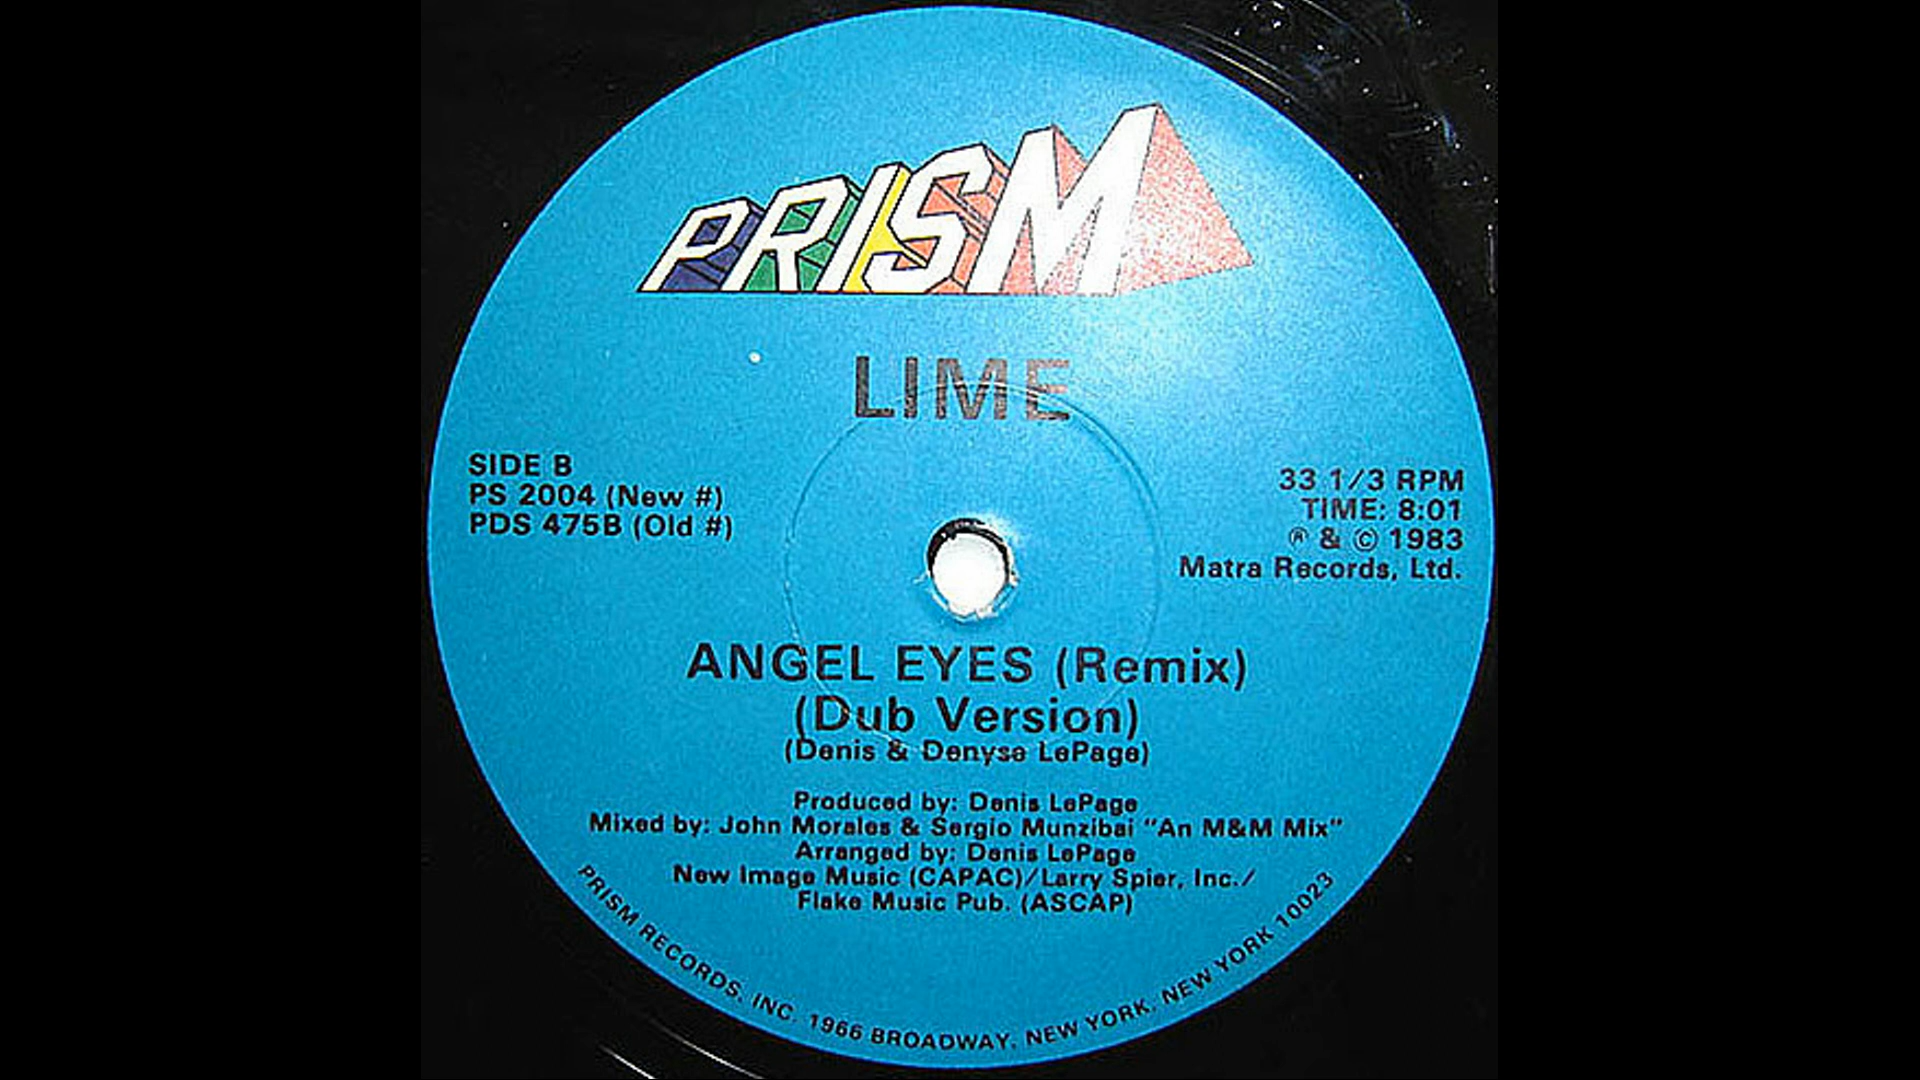 PRISM
LIME
SIDE B
PS 2004 (New #)
PDS 475B (Old #)
33 1/3 RPM
TIME: 8:01
℗ & © 1983
Matra Records, Ltd.
ANGEL EYES (Remix)
(Dub Version)
(Denis & Denyse LePage)
Produced by: Denis LePage
Mixed by: John Morales & Sergio Munzibai "An M&M Mix"
Arranged by: Denis LePage
New Image Music (CAPAC)/Larry Spier, Inc./
Flake Music Pub. (ASCAP)
PRISM RECORDS, INC. 1966 BROADWAY, NEW YORK, NEW YORK 10023